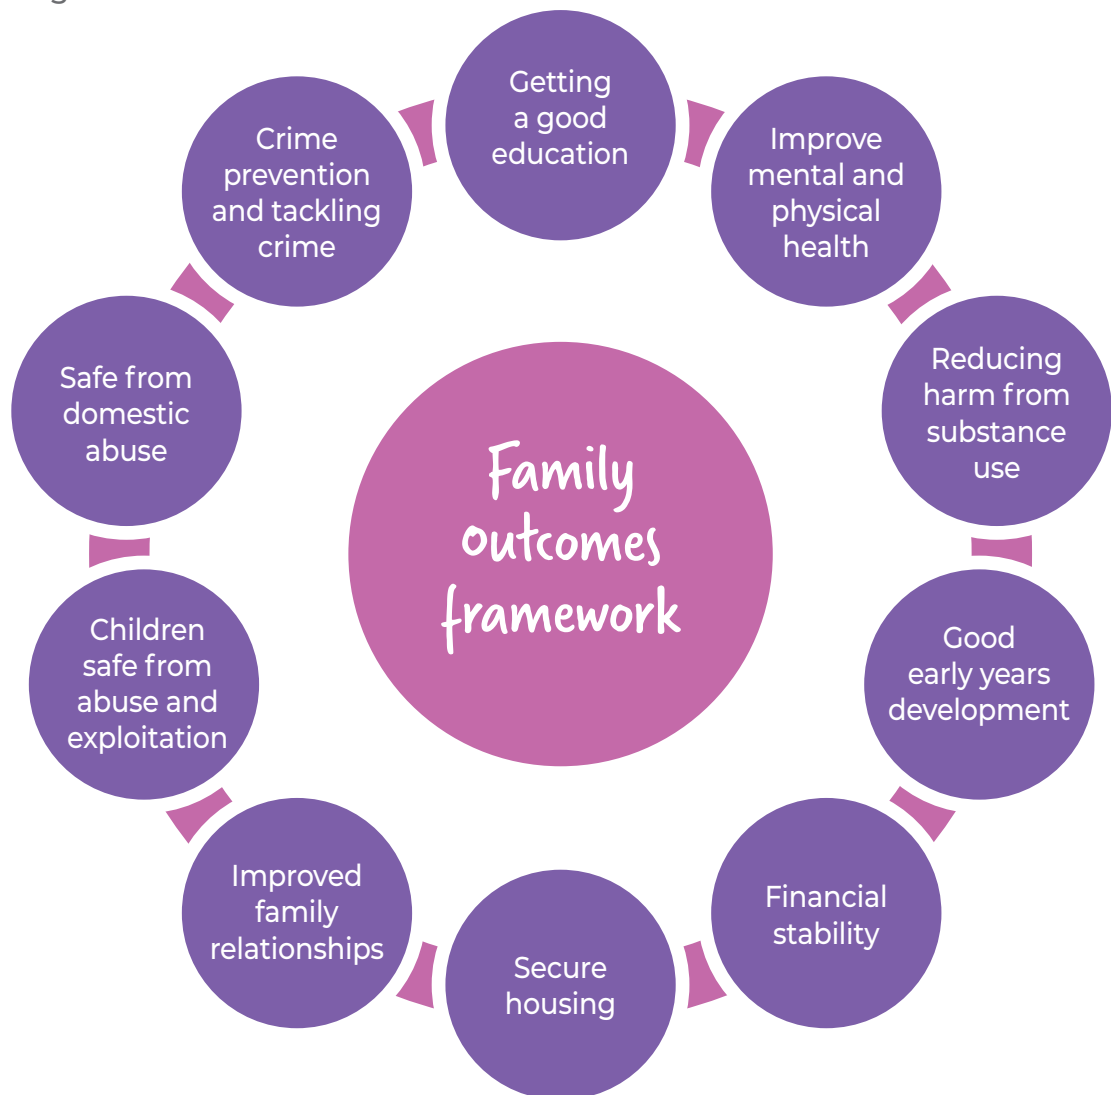 Getting
a good
education
Improve
mental and
physical
health
Reducing
harm from
substance
use
Good
early years
development
Financial
stability
Secure
housing
Improved
family
relationships
Children
safe from
abuse and
exploitation
Safe from
domestic
abuse
Crime
prevention
and tackling
crime
Family
outcomes
framework